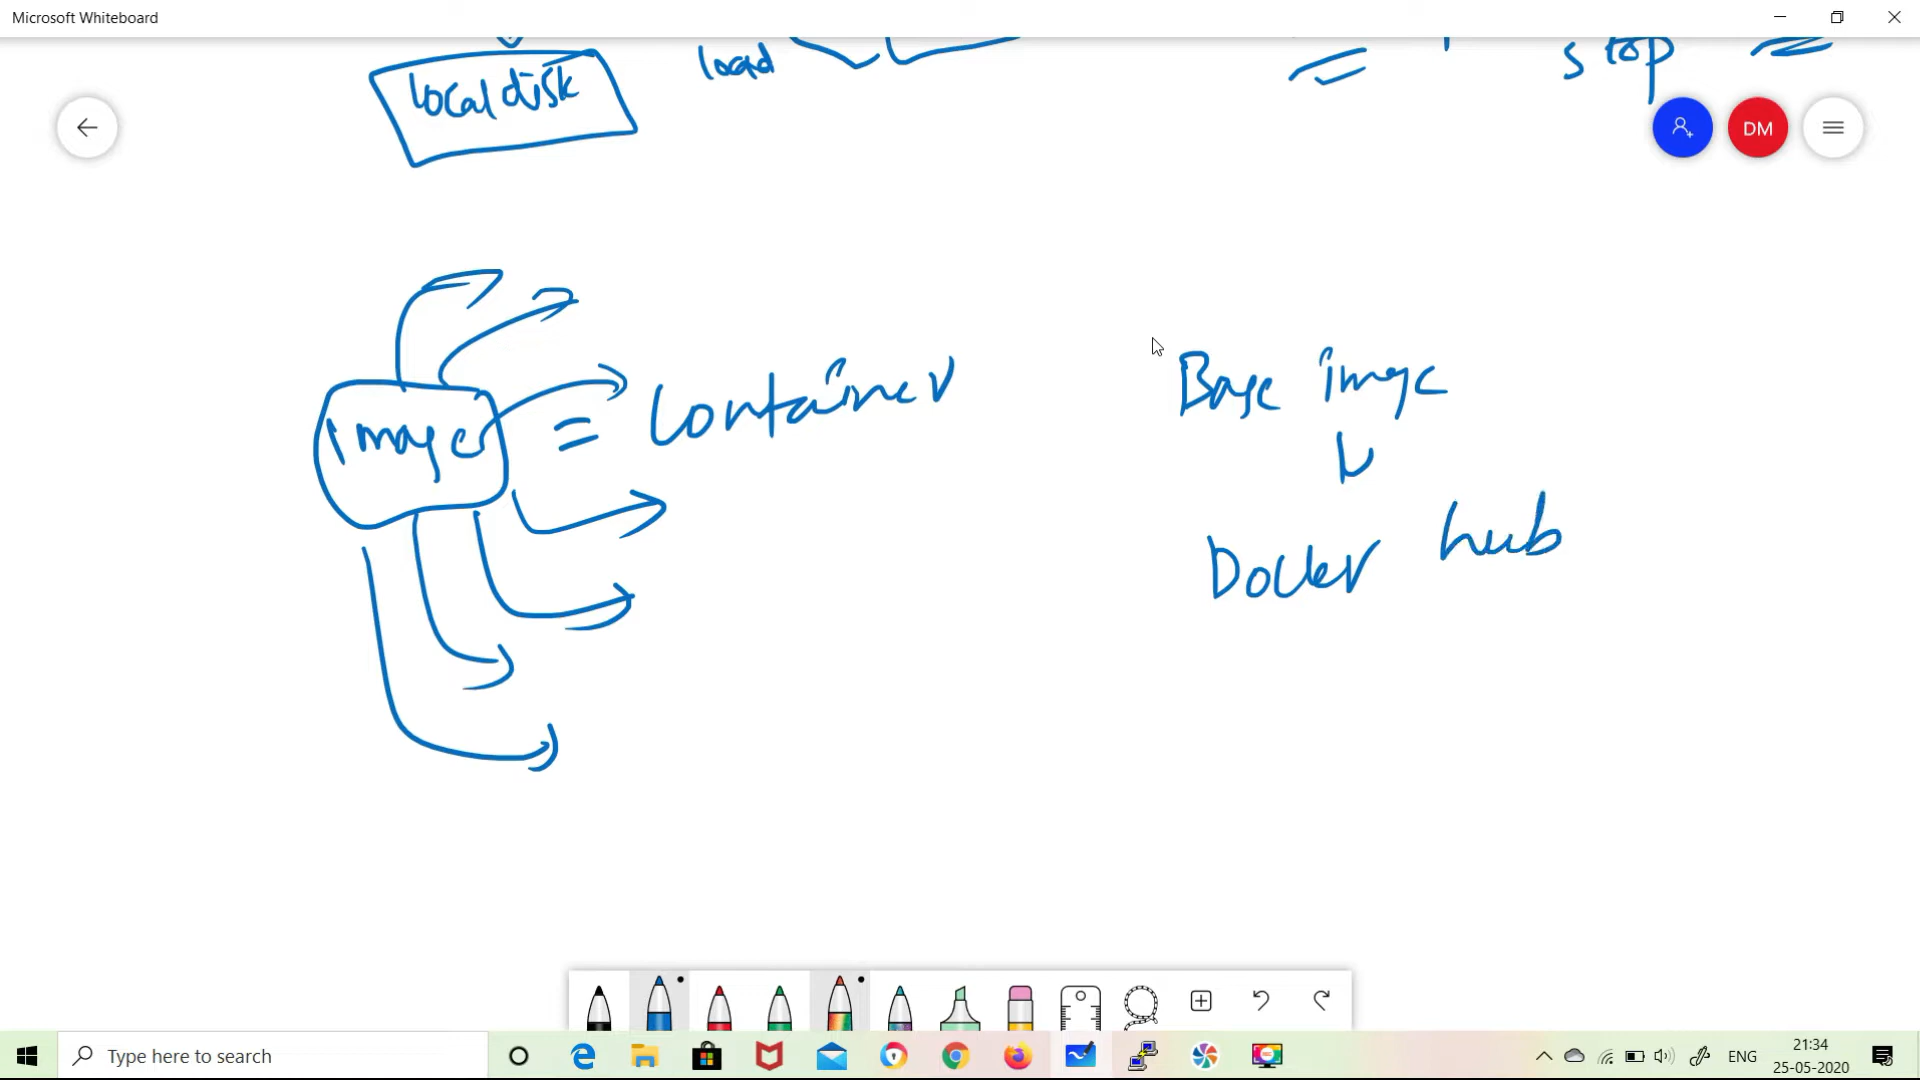 Microsoft Whiteboard
local disk
load
stop
DM
image = Container
Base image
Docker hub
Type here to search
ENG
21:34
25-05-2020